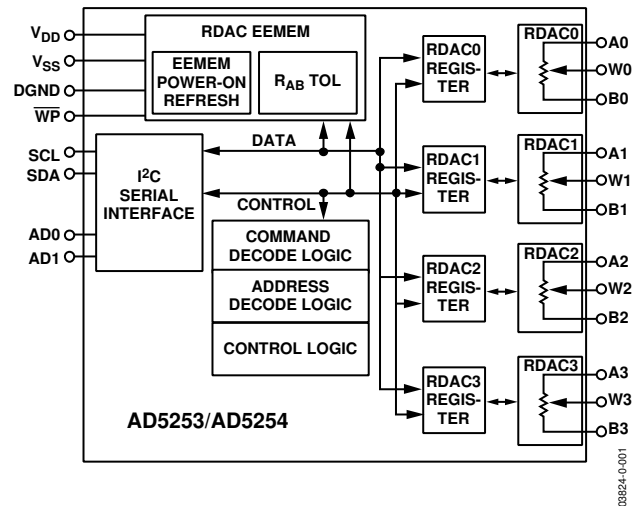 V_DD
V_SS
DGND
WP
SCL
SDA
AD0
AD1
RDAC EEMEM
EEMEM
POWER-ON
REFRESH
R_AB TOL
DATA
CONTROL
I²C
SERIAL
INTERFACE
COMMAND
DECODE LOGIC
ADDRESS
DECODE LOGIC
CONTROL LOGIC
AD5253/AD5254
RDAC0
REGIS-
TER
RDAC1
REGIS-
TER
RDAC2
REGIS-
TER
RDAC3
REGIS-
TER
RDAC0
A0
W0
B0
RDAC1
A1
W1
B1
RDAC2
A2
W2
B2
RDAC3
A3
W3
B3
03824-0-001